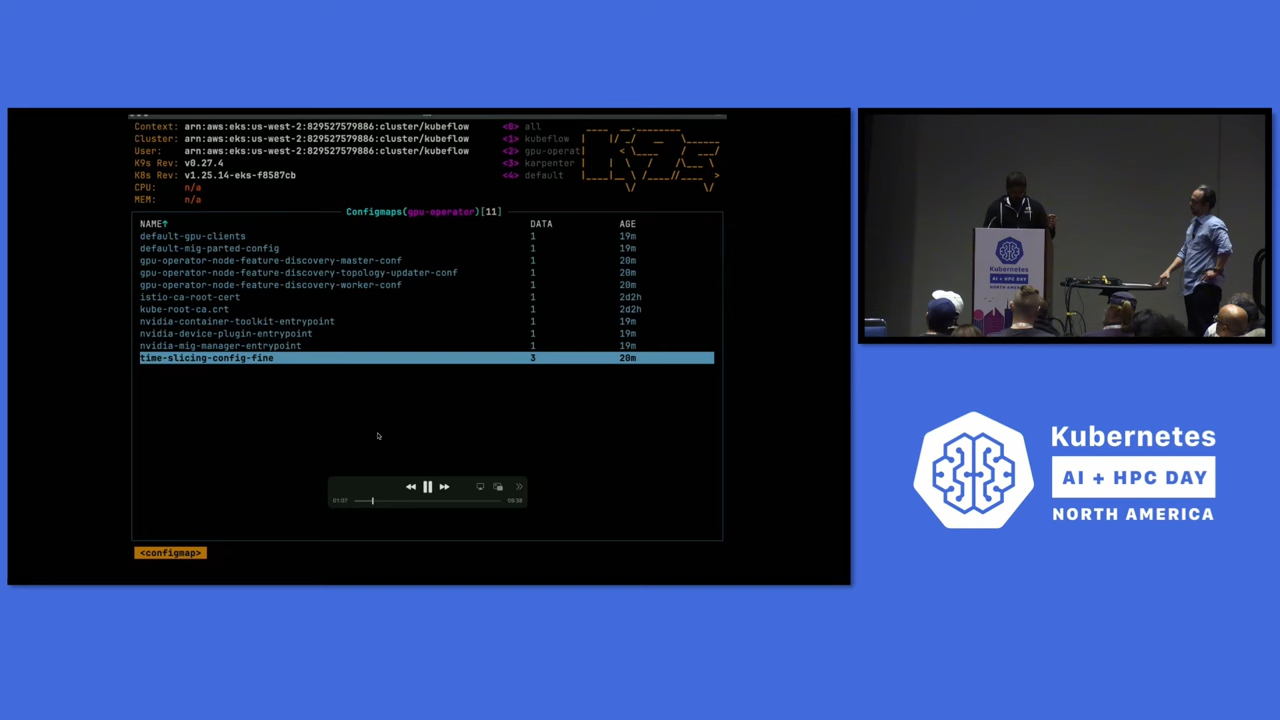 Context: arn:aws:eks:us-west-2:829527579886:cluster/kubeflow
Cluster: arn:aws:eks:us-west-2:829527579886:cluster/kubeflow
User: arn:aws:eks:us-west-2:829527579886:cluster/kubeflow
K9s Rev: v0.27.4
K8s Rev: v1.25.14-eks-f8587cb
CPU: n/a
MEM: n/a
<0> all
<1> kubeflow
<2> gpu-operat
<3> karpenter
<4> default
Configmaps(gpu-operator)[11]
NAME↑ DATA AGE
default-gpu-clients 1 19m
default-mig-parted-config 1 19m
gpu-operator-node-feature-discovery-master-conf 1 20m
gpu-operator-node-feature-discovery-topology-updater-conf 1 20m
gpu-operator-node-feature-discovery-worker-conf 1 20m
istio-ca-root-cert 1 2d2h
kube-root-ca.crt 1 2d2h
nvidia-container-toolkit-entrypoint 1 19m
nvidia-device-plugin-entrypoint 1 19m
nvidia-mig-manager-entrypoint 1 19m
time-slicing-config-fine 3 20m
01:07 09:38
<configmap>
Kubernetes
AI + HPC DAY
NORTH AMERICA
Kubernetes
AI + HPC DAY
NORTH AMERICA